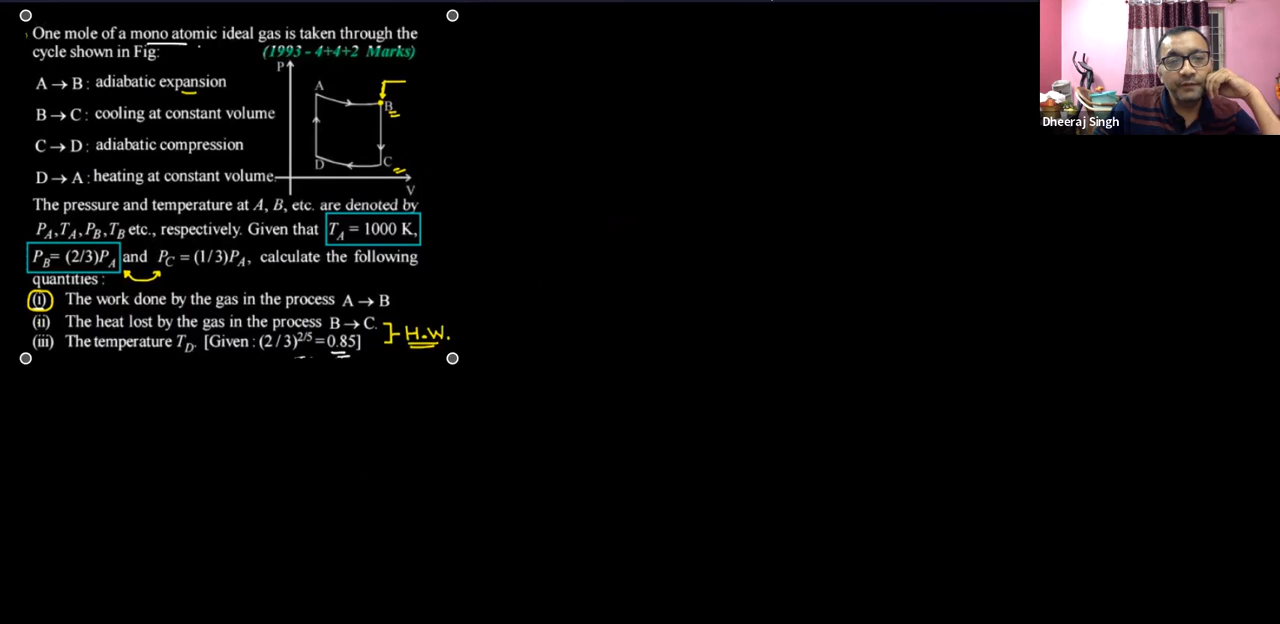 One mole of a mono atomic ideal gas is taken through the
cycle shown in Fig:
(1993 - 4+4+2 Marks)
A → B : adiabatic expansion
B → C : cooling at constant volume
C → D : adiabatic compression
D → A : heating at constant volume
P
A
B
D
C
V
The pressure and temperature at A, B, etc. are denoted by
P_A, T_A, P_B, T_B etc., respectively. Given that T_A = 1000 K,
P_B = (2/3)P_A and P_C = (1/3)P_A, calculate the following
quantities :
(i) The work done by the gas in the process A → B
(ii) The heat lost by the gas in the process B → C.
(iii) The temperature T_D. [Given : (2/3)^2/5 = 0.85]
H.W.
Dheeraj Singh